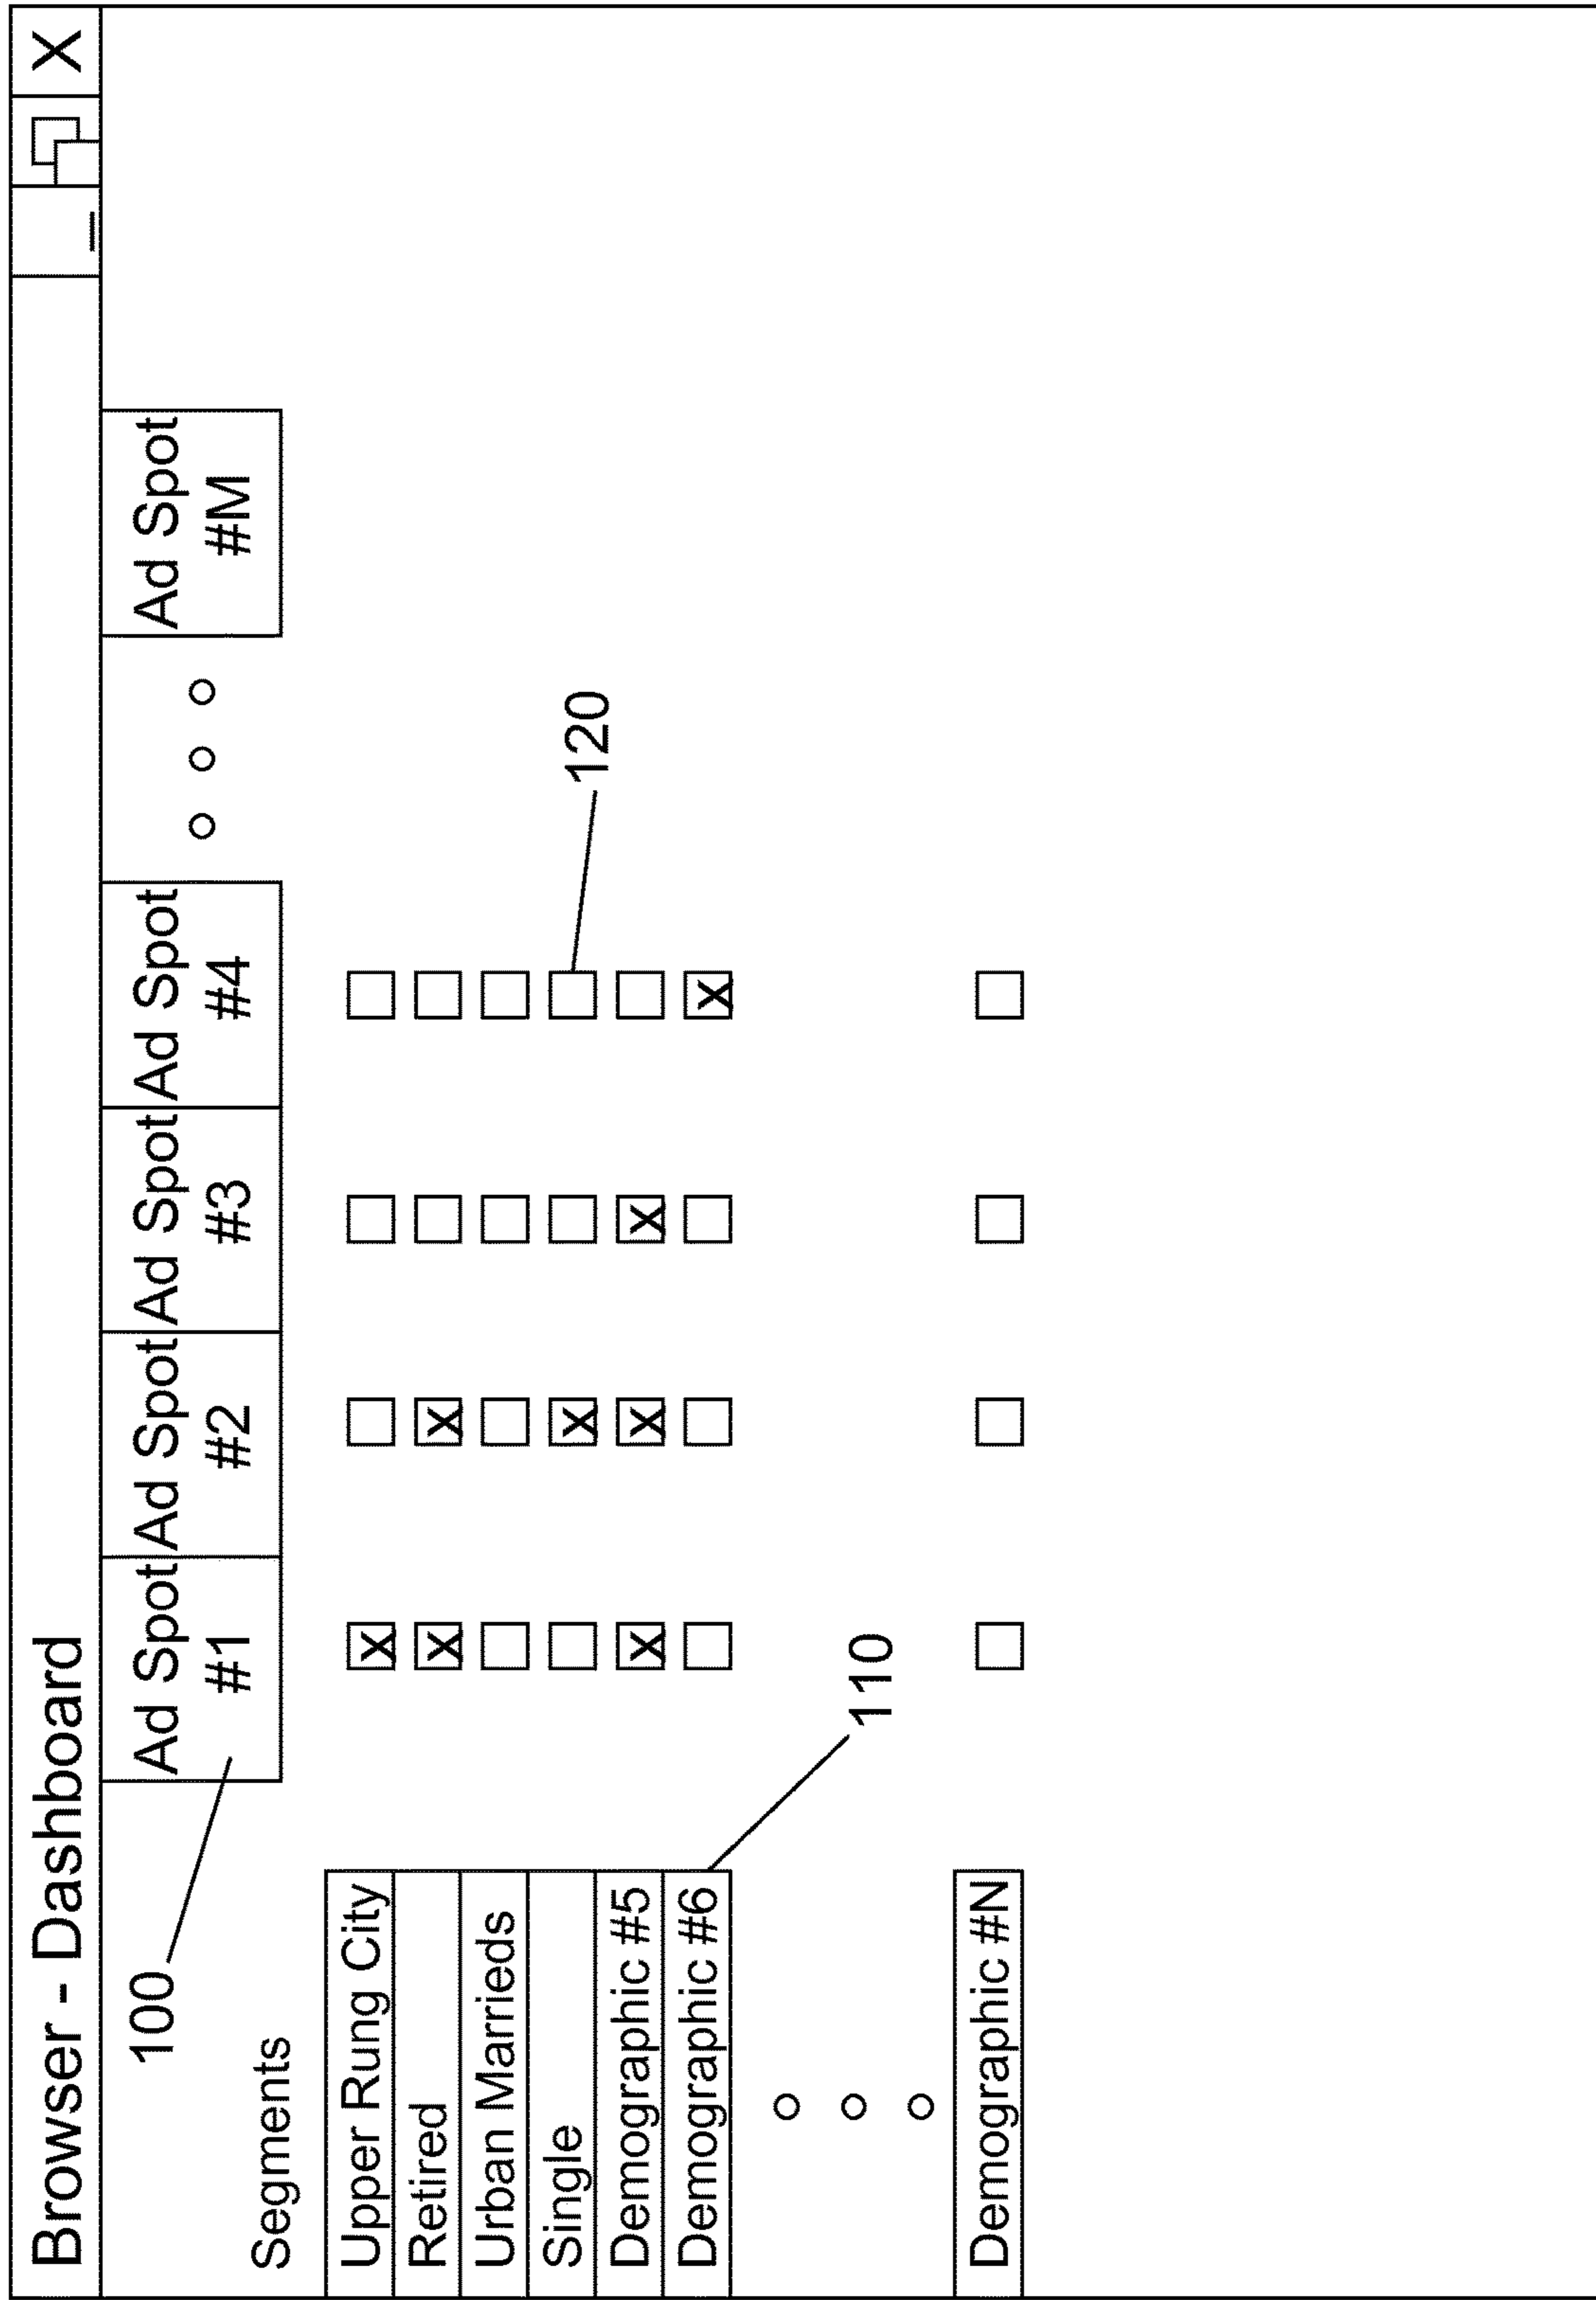 Browser - Dashboard _ X
100
Ad Spot #1
Ad Spot #2
Ad Spot #3
Ad Spot #4
Ad Spot #M
Segments
Upper Rung City x
Retired x x
Urban Marrieds
Single x
Demographic #5 x x x
Demographic #6 x
120
110
Demographic #N